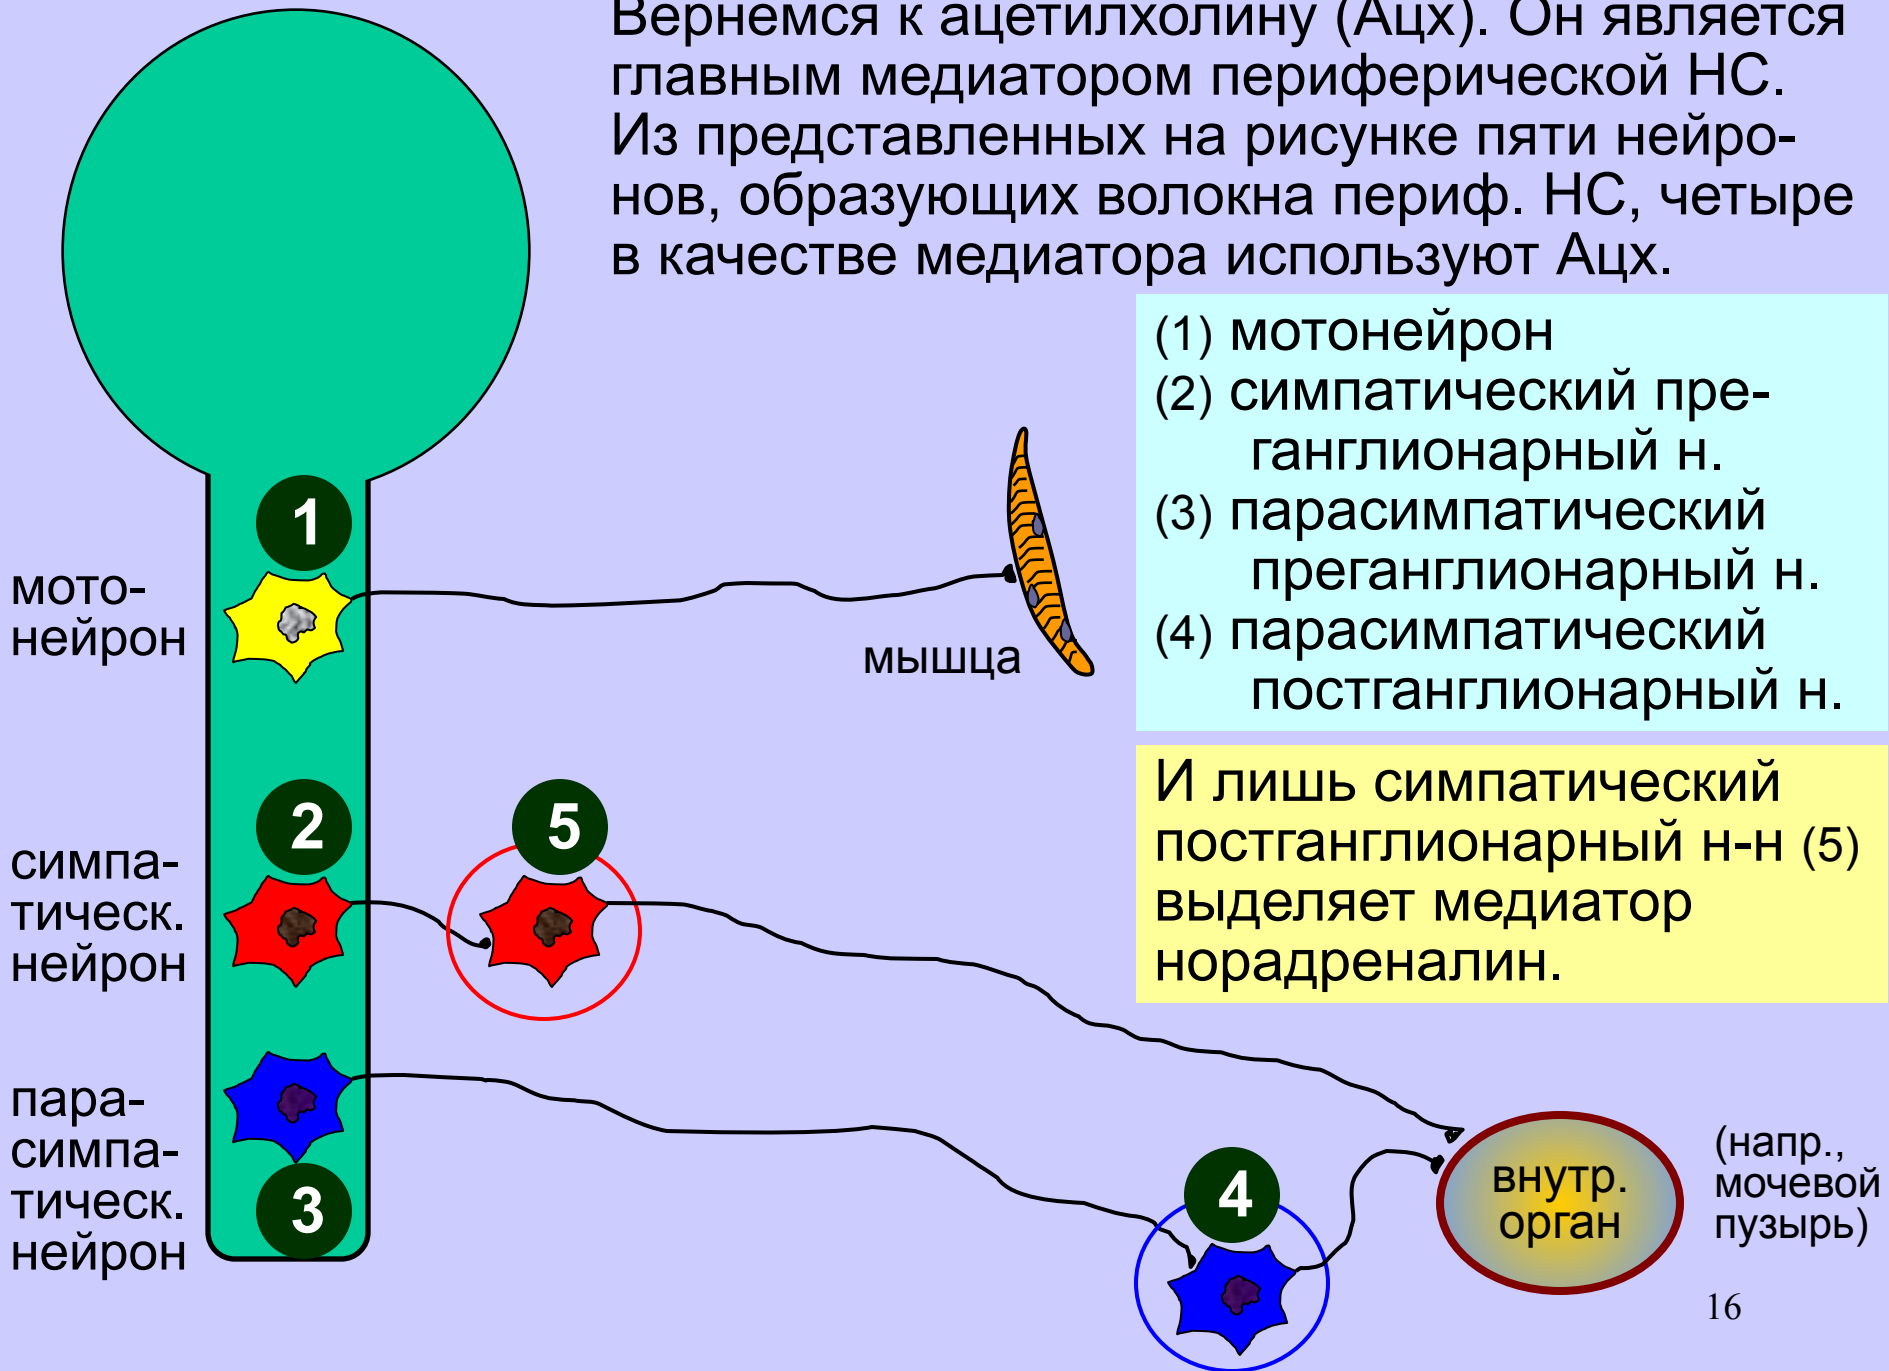 Вернемся к ацетилхолину (Ацх). Он является
главным медиатором периферической НС.
Из представленных на рисунке пяти нейро-
нов, образующих волокна периф. НС, четыре
в качестве медиатора используют Ацх.
(1) мотонейрон
(2) симпатический пре-
ганглионарный н.
(3) парасимпатический
преганглионарный н.
(4) парасимпатический
постганглионарный н.
И лишь симпатический
постганглионарный н-н (5)
выделяет медиатор
норадреналин.
1
мото-
нейрон
мышца
2
5
симпа-
тическ.
нейрон
пара-
симпа-
тическ.
нейрон
3
4
внутр.
орган
(напр.,
мочевой
пузырь)
16